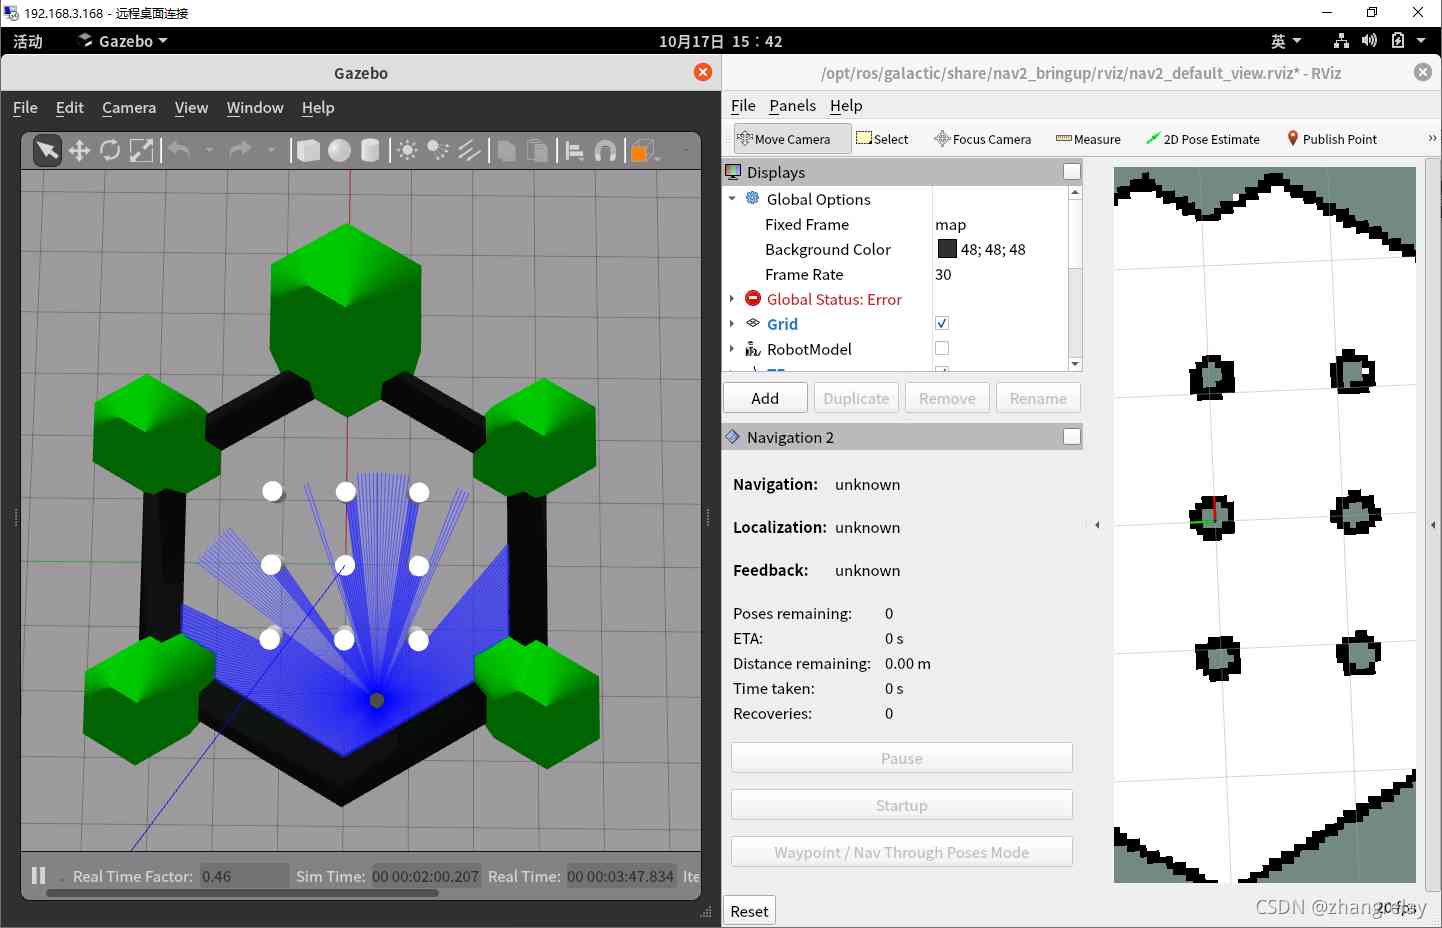 192.168.3.168 - 远程桌面连接
活动 Gazebo 10月17日 15：42 英
Gazebo
/opt/ros/galactic/share/nav2_bringup/rviz/nav2_default_view.rviz* - RViz
File Edit Camera View Window Help
File Panels Help
Move Camera Select Focus Camera Measure 2D Pose Estimate Publish Point »
Displays
Global Options
Fixed Frame map
Background Color 48; 48; 48
Frame Rate 30
Global Status: Error
Grid
RobotModel
Add Duplicate Remove Rename
Navigation 2
Navigation: unknown
Localization: unknown
Feedback: unknown
Poses remaining: 0
ETA: 0 s
Distance remaining: 0.00 m
Time taken: 0 s
Recoveries: 0
Pause
Startup
Waypoint / Nav Through Poses Mode
Real Time Factor: 0.46 Sim Time: 00 00:02:00.207 Real Time: 00 00:03:47.834 Ite
Reset
20 fps